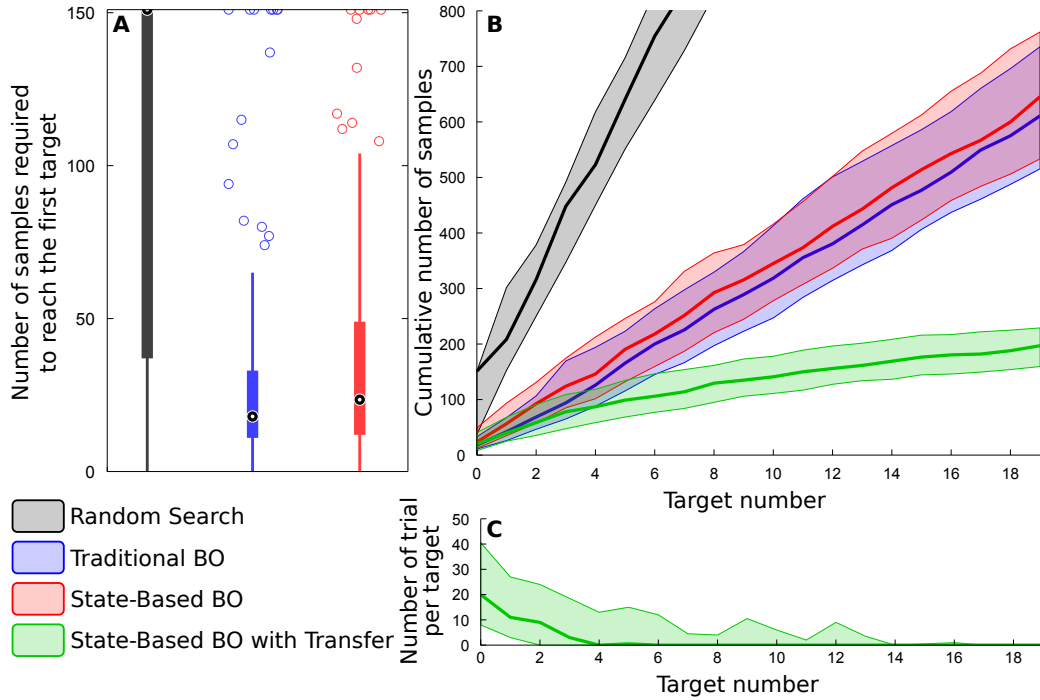 A
Number of samples required
to reach the first target
150
100
50
0
B
Cumulative number of samples
800
700
600
500
400
300
200
100
0
0 2 4 6 8 10 12 14 16 18
Target number
Random Search
Traditional BO
State-Based BO
State-Based BO with Transfer
C
Number of trial
per target
50
40
30
20
10
0
0 2 4 6 8 10 12 14 16 18
Target number